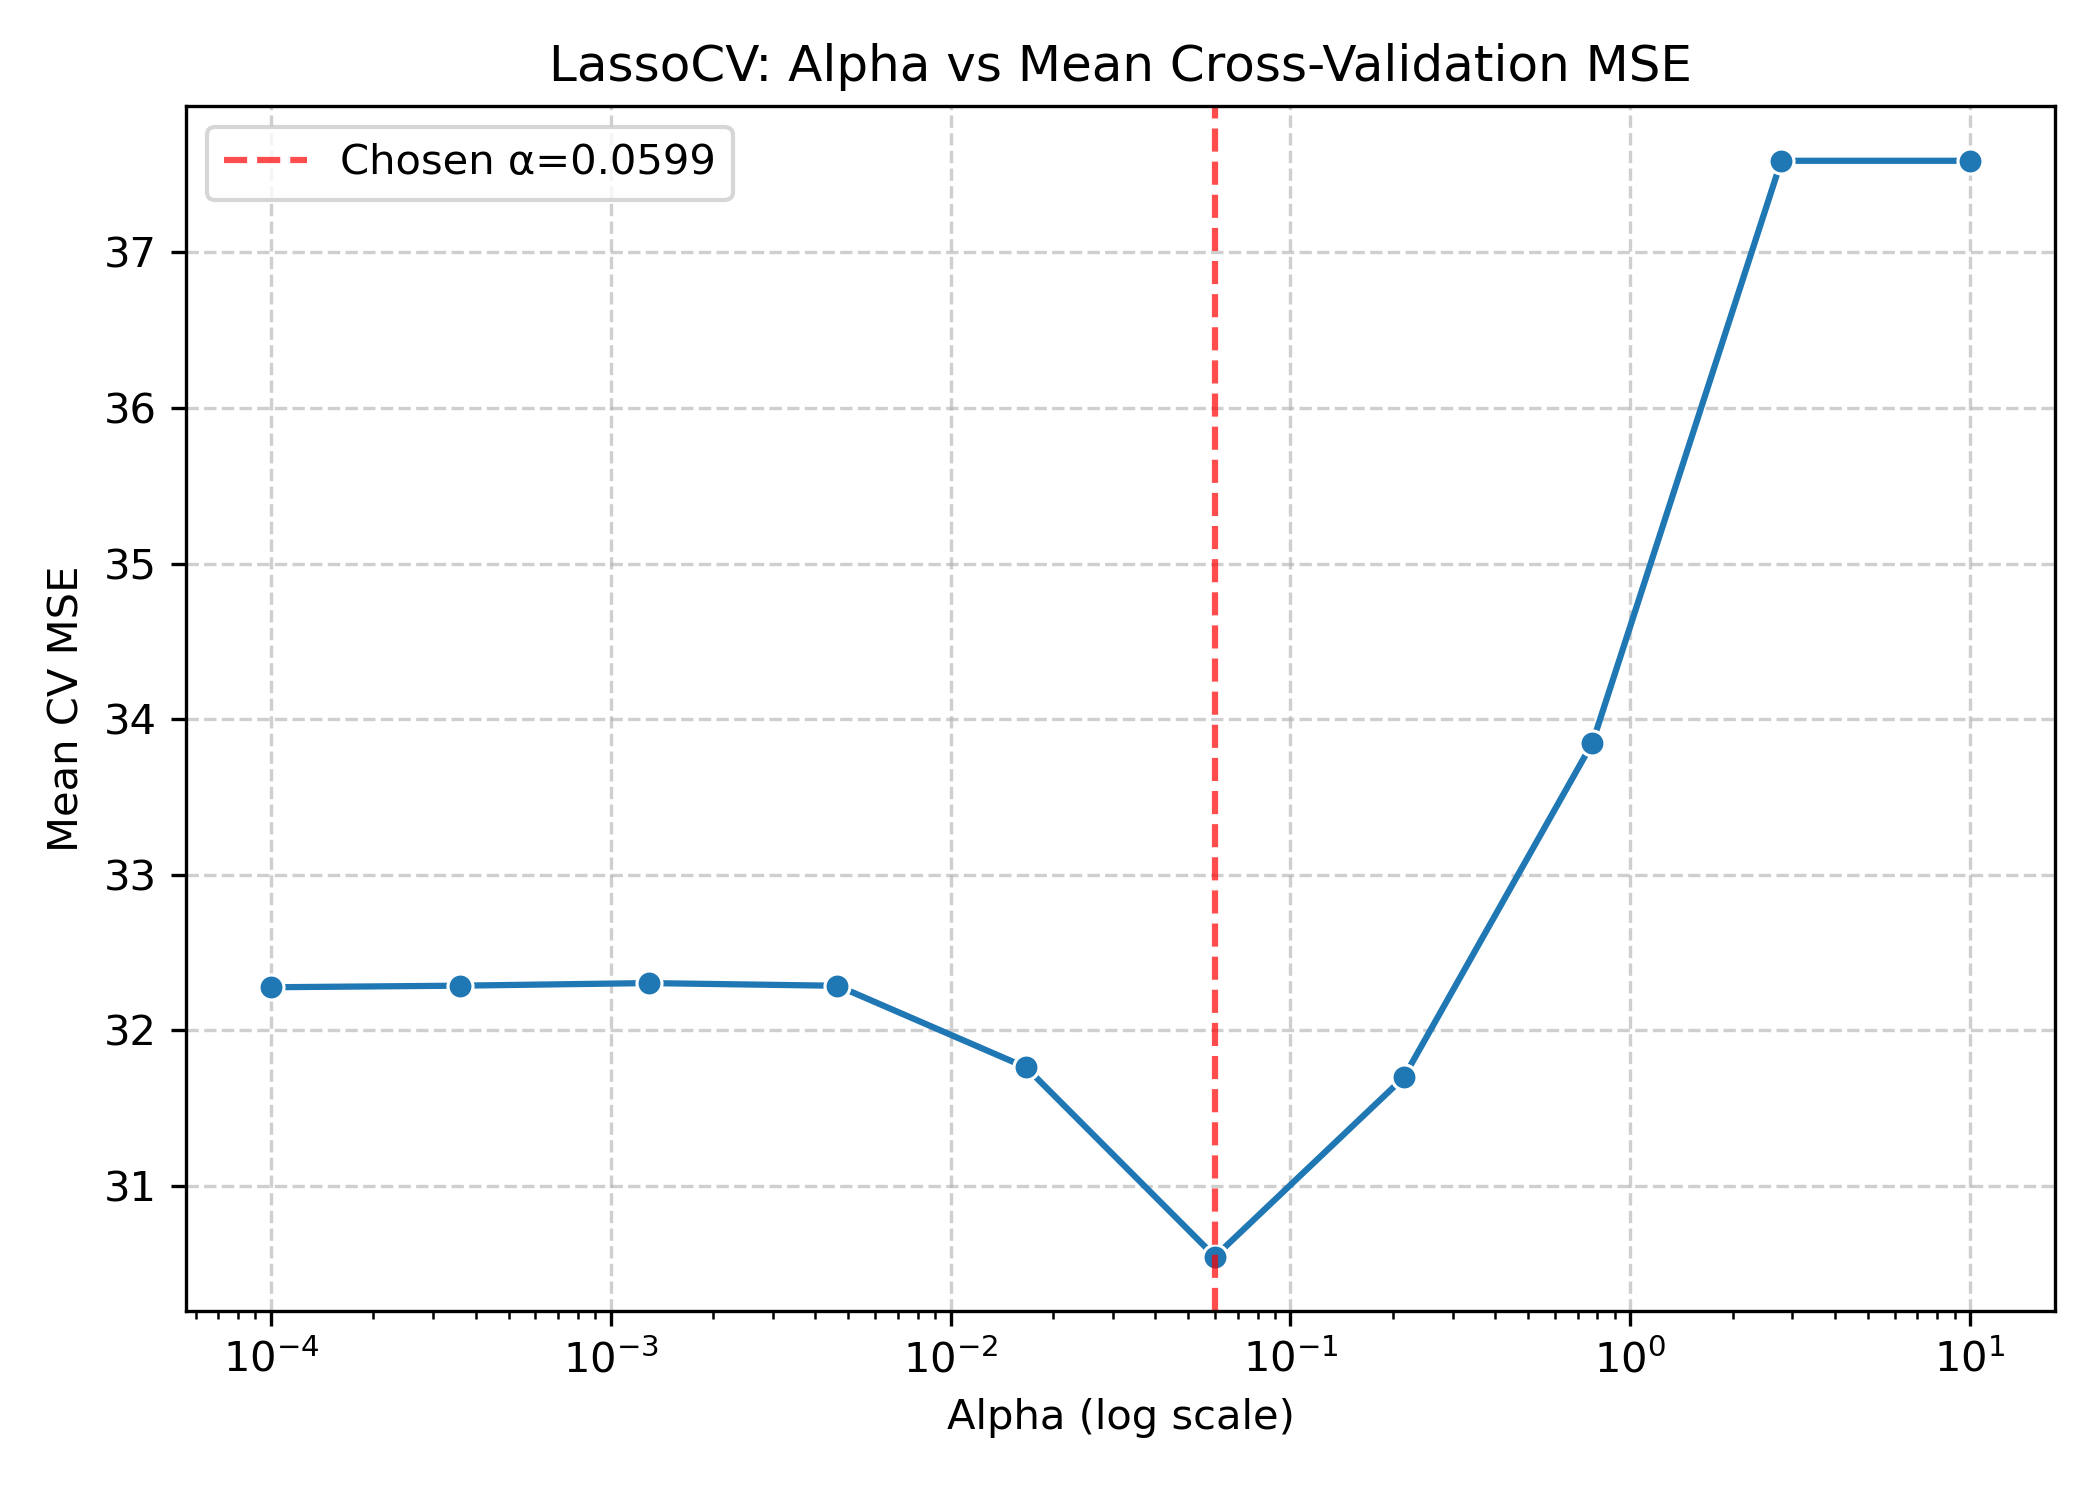 LassoCV: Alpha vs Mean Cross-Validation MSE
Chosen α=0.0599
Mean CV MSE
37
36
35
34
33
32
31
10⁻⁴ 10⁻³ 10⁻² 10⁻¹ 10⁰ 10¹
Alpha (log scale)